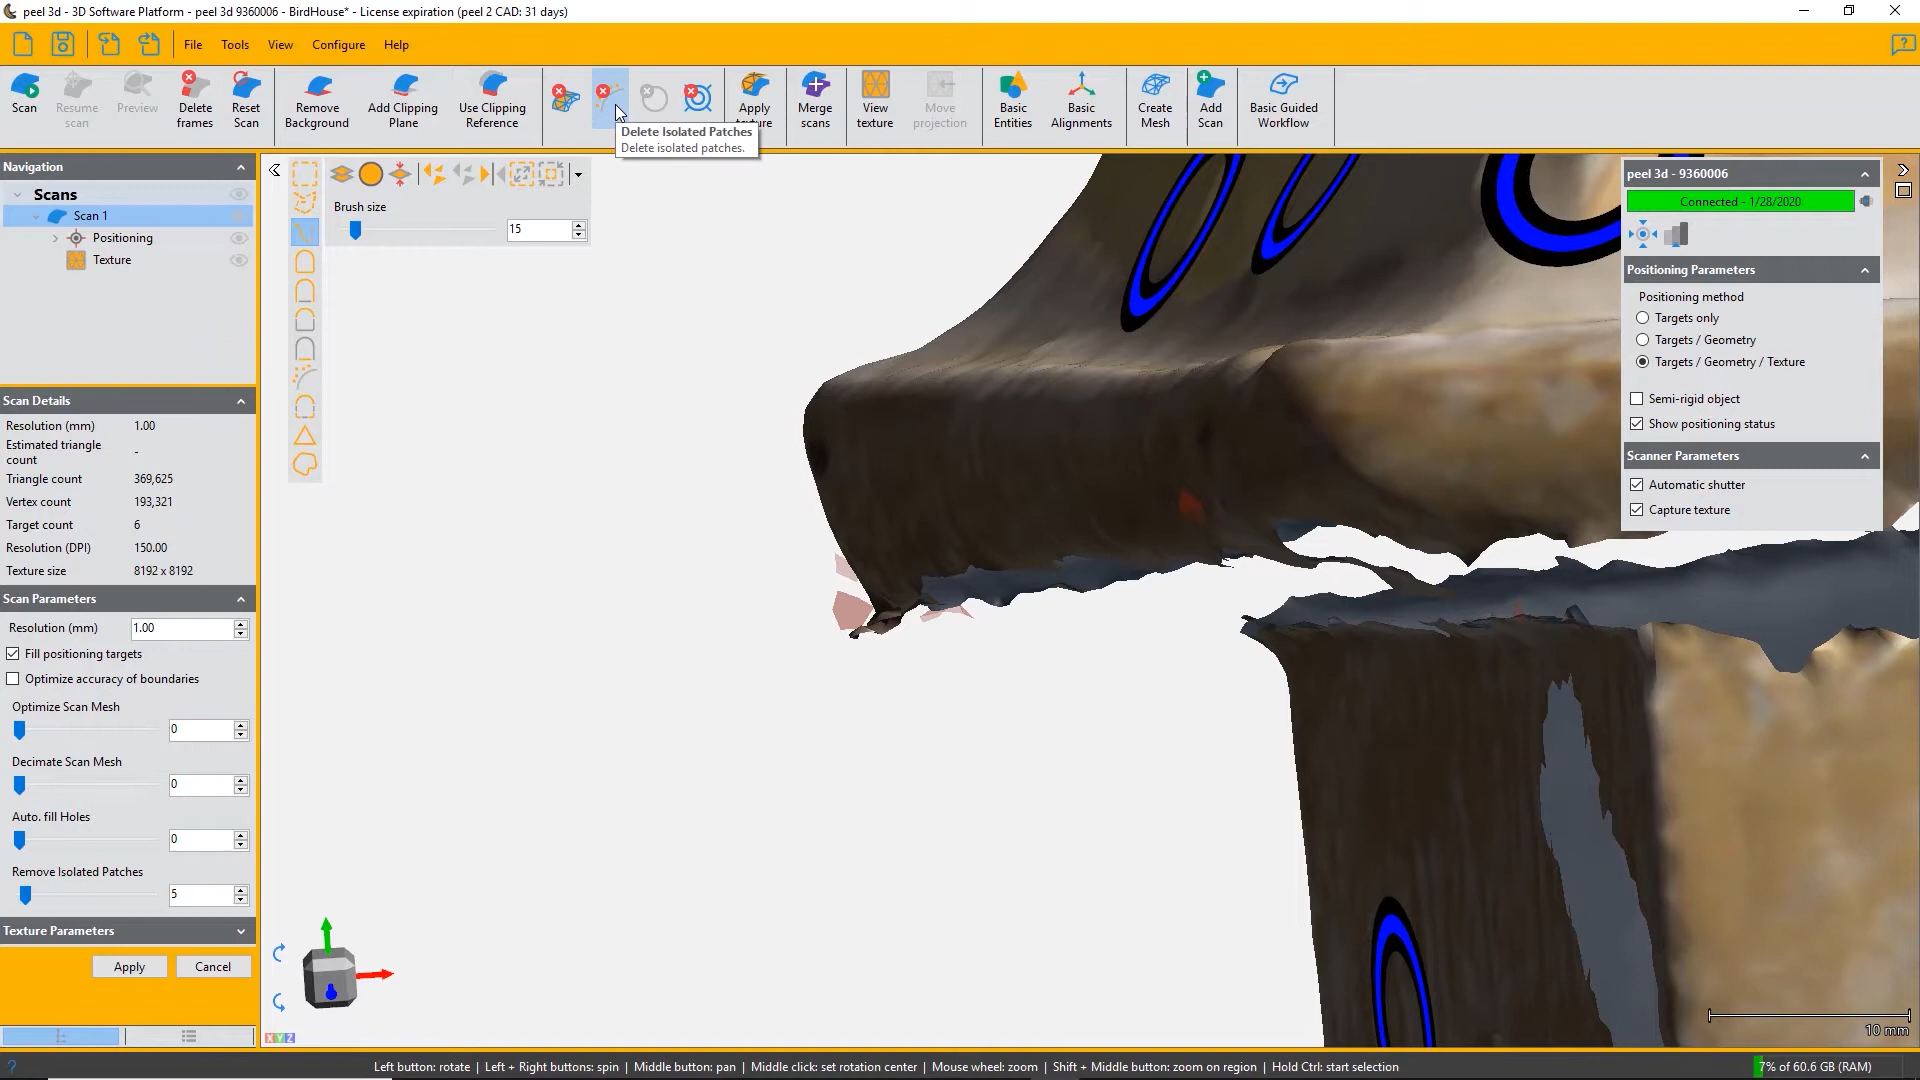 peel 3d - 3D Software Platform - peel 3d 9360006 - BirdHouse* - License expiration (peel 2 CAD: 31 days)
File Tools View Configure Help
Scan
Resume scan
Preview
Delete frames
Reset Scan
Remove Background
Add Clipping Plane
Use Clipping Reference
Apply
Merge scans
View texture
Move projection
Basic Entities
Basic Alignments
Create Mesh
Add Scan
Basic Guided Workflow
Delete Isolated Patches
Delete isolated patches.
Navigation
Scans
Scan 1
Positioning
Texture
Brush size
15
Scan Details
Resolution (mm) 1.00
Estimated triangle count -
Triangle count 369,625
Vertex count 193,321
Target count 6
Resolution (DPI) 150.00
Texture size 8192 x 8192
Scan Parameters
Resolution (mm) 1.00
Fill positioning targets
Optimize accuracy of boundaries
Optimize Scan Mesh
0
Decimate Scan Mesh
0
Auto. fill Holes
0
Remove Isolated Patches
5
Texture Parameters
Apply Cancel
peel 3d - 9360006
Connected - 1/28/2020
Positioning Parameters
Positioning method
Targets only
Targets / Geometry
Targets / Geometry / Texture
Semi-rigid object
Show positioning status
Scanner Parameters
Automatic shutter
Capture texture
XYZ
10 mm
Left button: rotate | Left + Right buttons: spin | Middle button: pan | Middle click: set rotation center | Mouse wheel: zoom | Shift + Middle button: zoom on region | Hold Ctrl: start selection
7% of 60.6 GB (RAM)